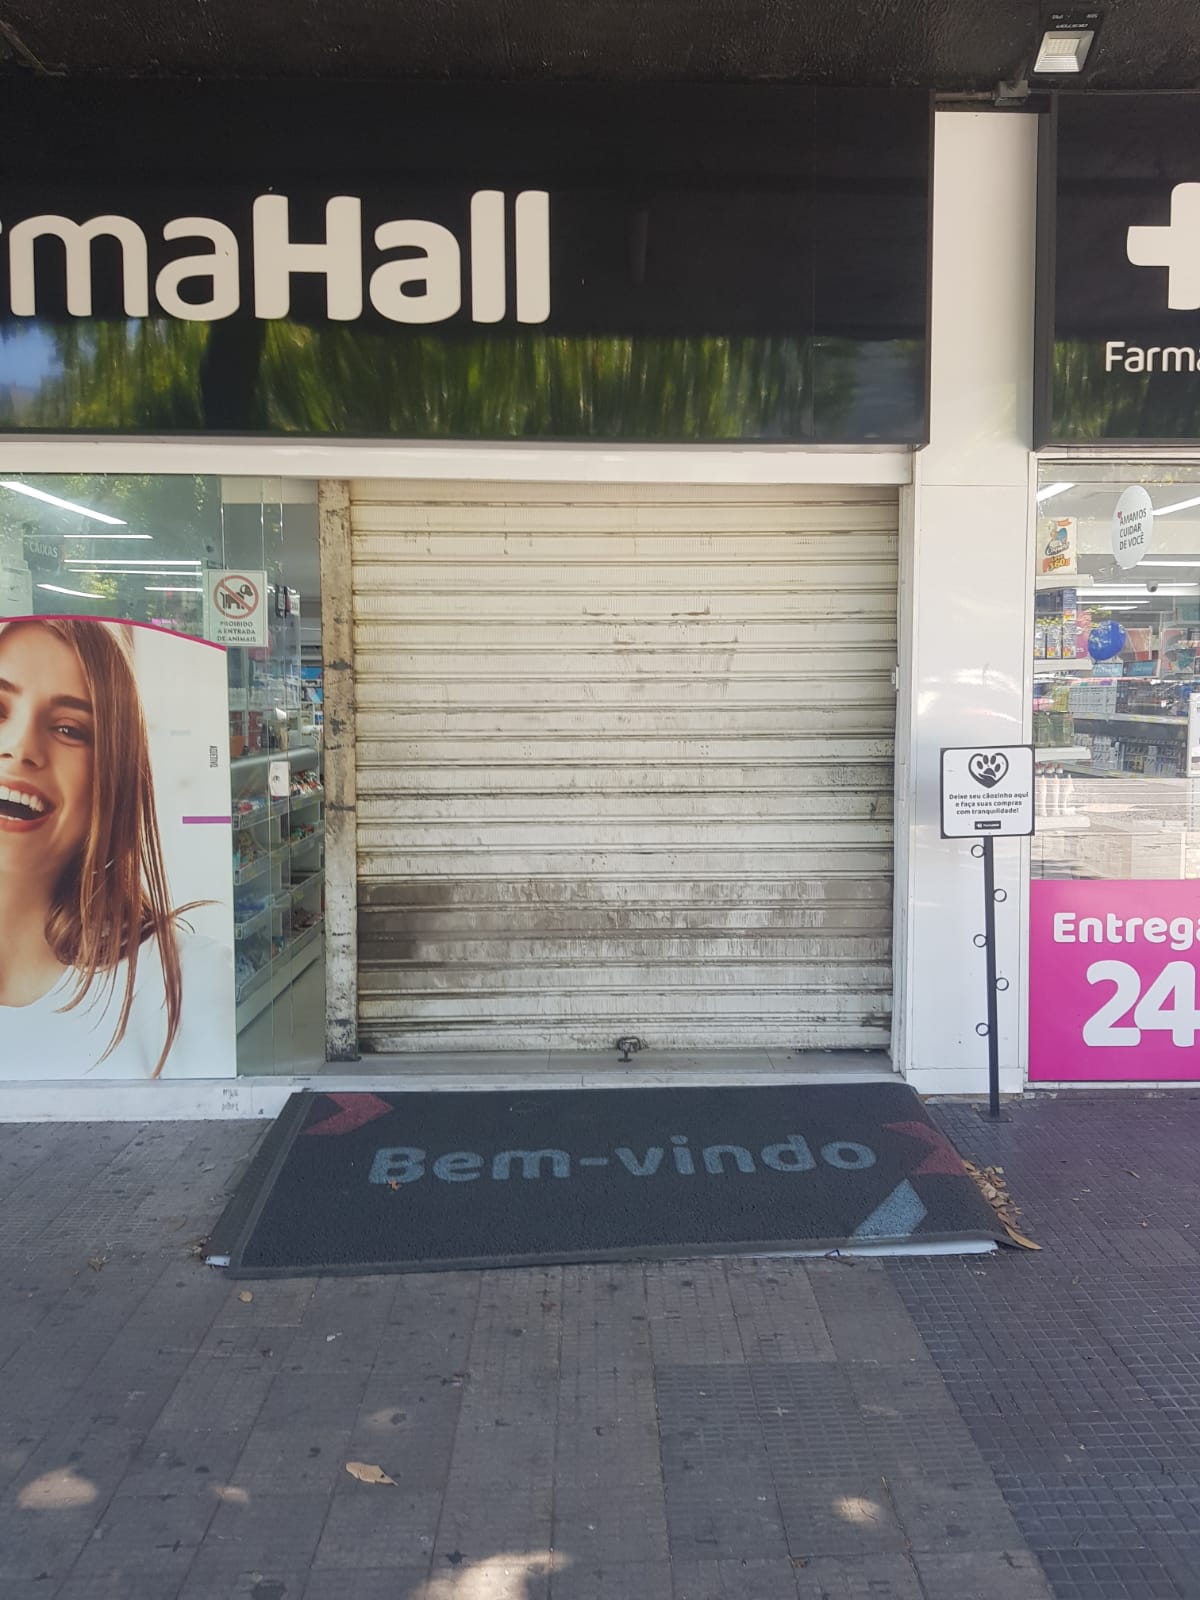 maHall
Farma
CAIXAS
AMAMOS
CUIDAR
DE VOCÊ
PROIBIDO
A ENTRADA
DE ANIMAIS
Deixe seu cãozinho aqui
e faça suas compras
com tranquilidade!
Entrega
24
Bem-vindo